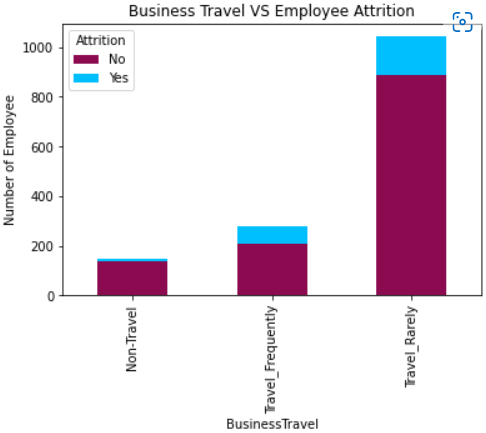 Business Travel VS Employee Attrition
Attrition
No
Yes
Number of Employee
1000
800
600
400
200
0
Non-Travel
Travel_Frequently
Travel_Rarely
BusinessTravel